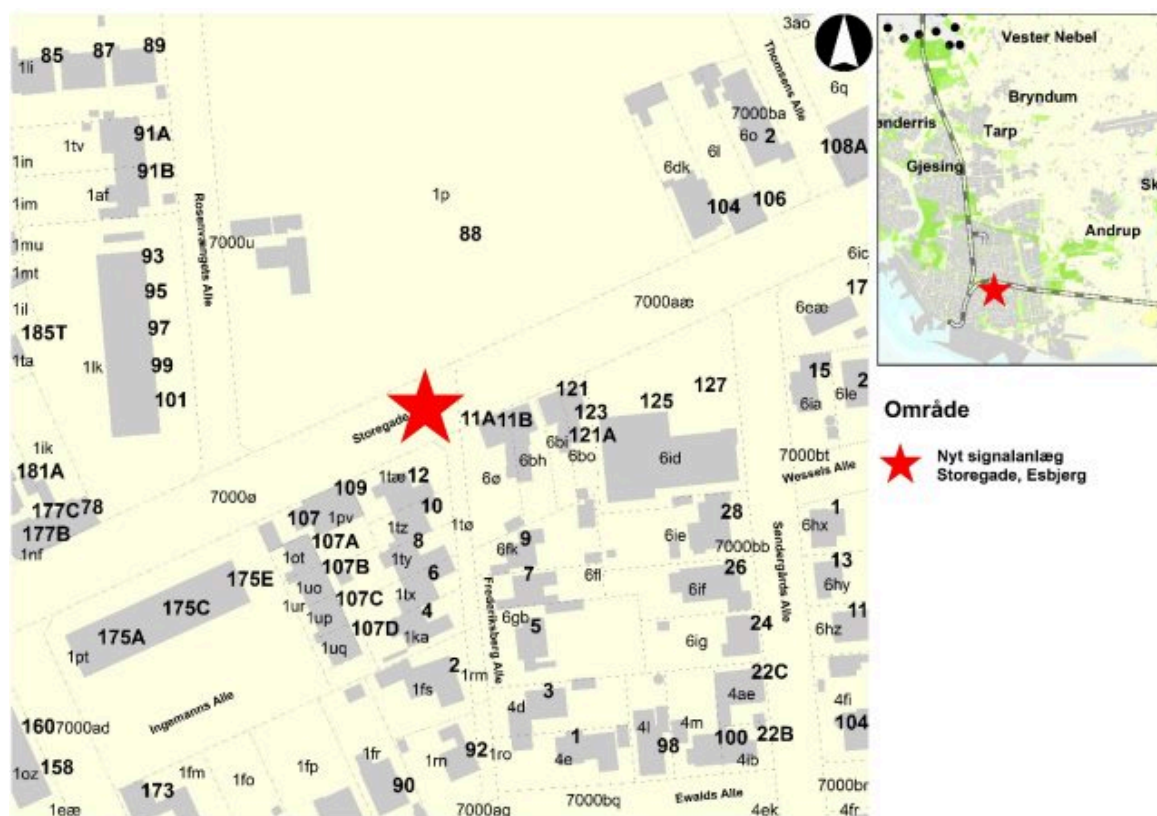 85
87
89
1li
1tv
91A
1in
91B
1im
1af
Rosenvængets Alle
7000u
1mu
93
1mt
95
1il
185T
97
1ta
1lk
99
101
1ik
181A
177C
78
177B
1nf
1p
88
3ao
Thomsens Alle
6q
7000ba
6l
6o
2
108A
6dk
104
106
6ic
7000aæ
17
15
2
6le
6ia
Storegade
11A
11B
121
123
121A
125
127
6bi
6bh
6bo
6id
6ø
7000bt
Wessels Alle
7000ø
109
1tæ
12
107
1pv
10
1tz
1tø
107A
8
1ot
107B
1ty
6
1uo
107C
1tx
1ur
1up
4
107D
1ka
1uq
175E
175C
175A
1pt
Ingemanns Alle
2
1rm
1fs
Frederiksberg Alle
9
6fk
7
6fl
6gb
5
3
4d
1
4e
28
6ie
7000bb
26
6if
24
6ig
Søndergårds Alle
22C
4ae
4l
4m
98
100
22B
4ib
1
6hx
13
6hy
11
6hz
4fi
104
160
7000ad
158
1oz
173
1fm
1fo
1fp
1fr
90
1rn
92
1ro
1eæ
7000aq
7000bq
Ewalds Alle
7000br
4ek
4fr
Vester Nebel
Bryndum
Tarp
ønderris
Gjesing
Sk
Andrup
Område
Nyt signalanlæg
Storegade, Esbjerg